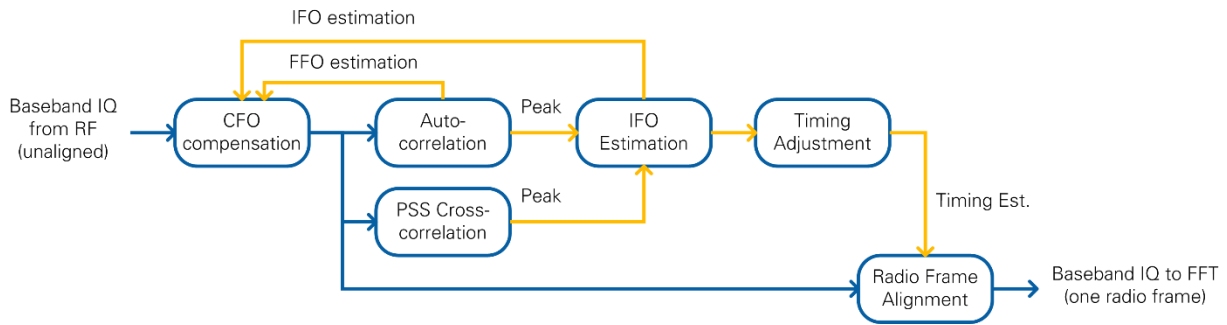 IFO estimation
FFO estimation
Baseband IQ
from RF
(unaligned)
CFO
compensation
Auto-
correlation
Peak
IFO
Estimation
Timing
Adjustment
PSS Cross-
correlation
Peak
Timing Est.
Radio Frame
Alignment
Baseband IQ to FFT
(one radio frame)